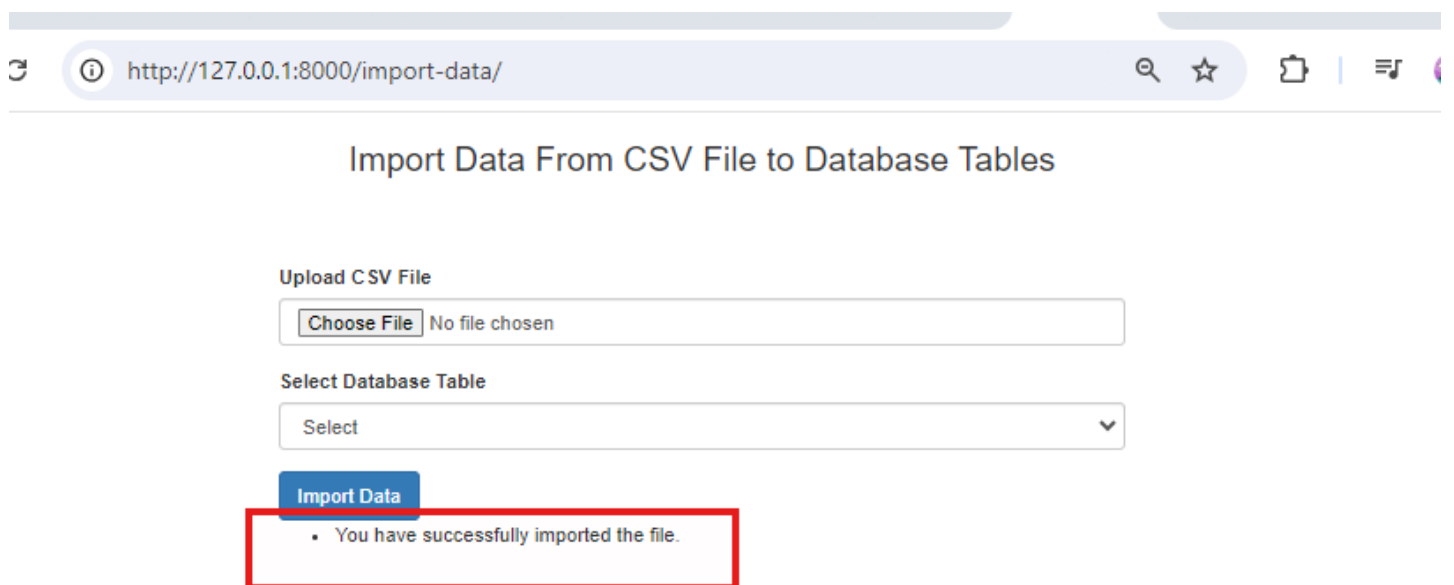 http://127.0.0.1:8000/import-data/
Import Data From CSV File to Database Tables
Upload CSV File
Choose File No file chosen
Select Database Table
Select
Import Data
• You have successfully imported the file.